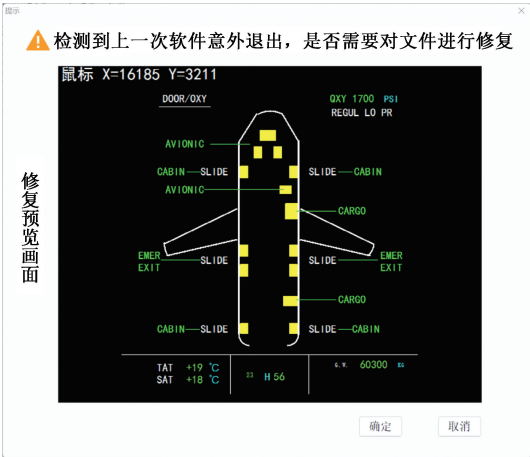 提示
检测到上一次软件意外退出，是否需要对文件进行修复
鼠标 X=16185 Y=3211
DOOR/OXY
QXY 1700 PSI
REGUL LO PR
AVIONIC
CABIN SLIDE
SLIDE CABIN
AVIONIC
CARGO
修复预览画面
EMER
EXIT
SLIDE
SLIDE
EMER
EXIT
CARGO
CABIN SLIDE
SLIDE CABIN
TAT +19 ℃
SAT +18 ℃
23 H 56
G.W. 60300 KG
确定
取消